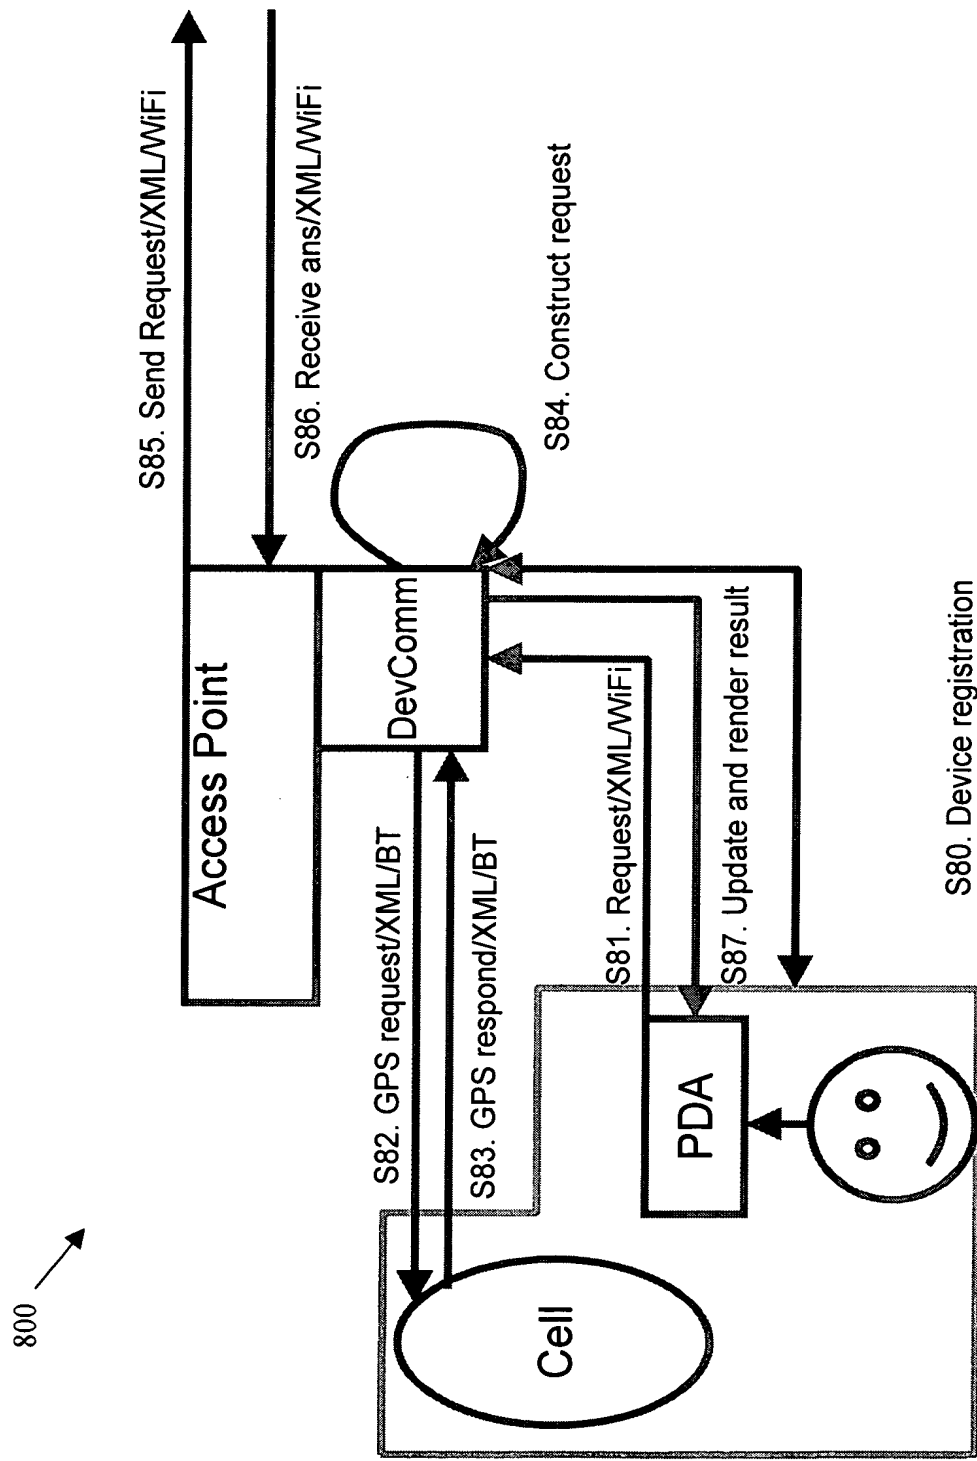 800
S85. Send Request/XML/WiFi
S86. Receive ans/XML/WiFi
Access Point
DevComm
S84. Construct request
S82. GPS request/XML/BT
S83. GPS respond/XML/BT
S81. Request/XML/WiFi
S87. Update and render result
Cell
PDA
S80. Device registration